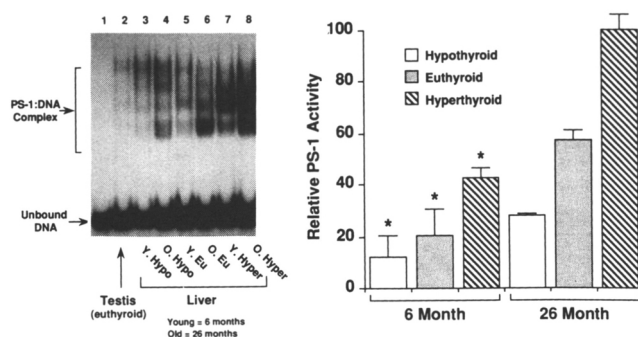 1 2 3 4 5 6 7 8
PS-1:DNA
Complex
Unbound
DNA
Y. Hypo
O. Hypo
Y. Eu
O. Eu
Y. Hyper
O. Hyper
Testis
(euthyroid)
Liver
Young = 6 months
Old = 26 months
Relative PS-1 Activity
100
80
60
40
20
0
Hypothyroid
Euthyroid
Hyperthyroid
* * *
6 Month
26 Month